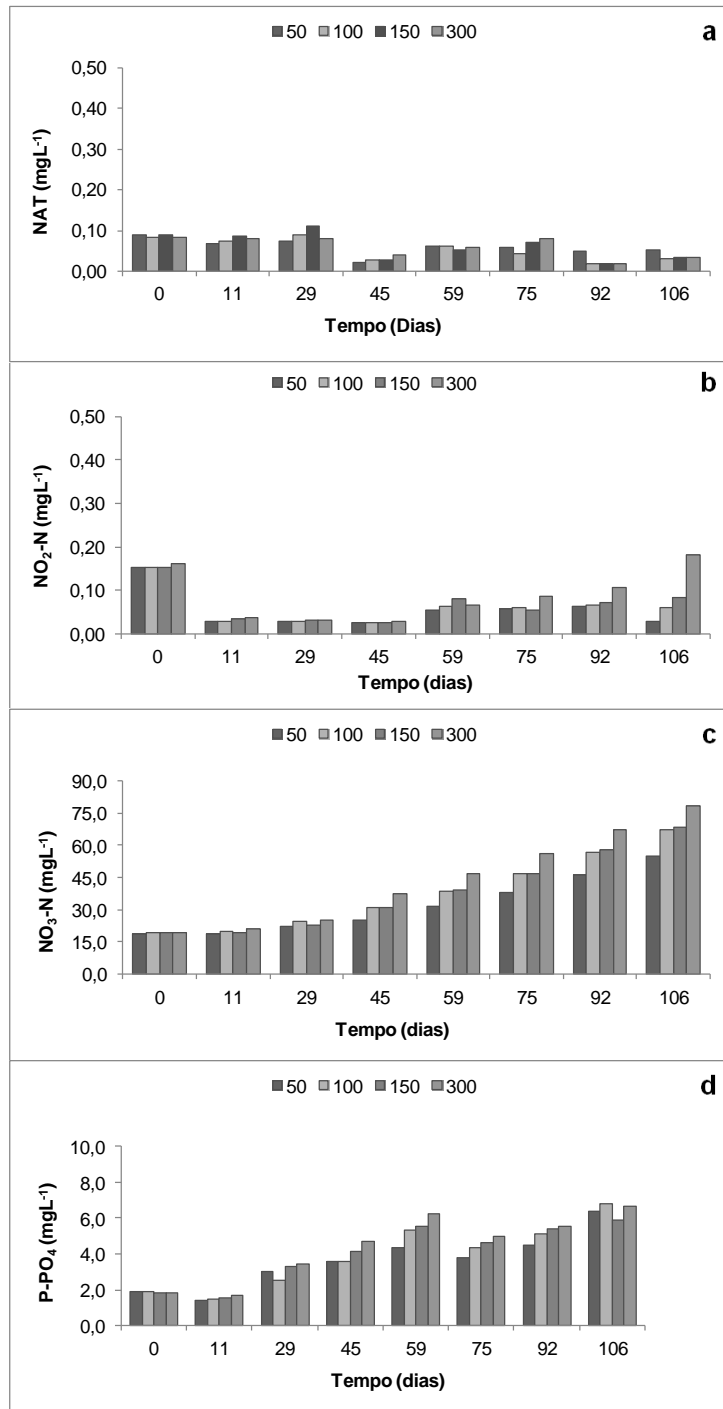 50 100 150 300
a
NAT (mgL⁻¹)
0,50
0,40
0,30
0,20
0,10
0,00
0 11 29 45 59 75 92 106
Tempo (Dias)
50 100 150 300
b
NO₂-N (mgL⁻¹)
0,50
0,40
0,30
0,20
0,10
0,00
0 11 29 45 59 75 92 106
Tempo (dias)
50 100 150 300
c
NO₃-N (mgL⁻¹)
90,0
75,0
60,0
45,0
30,0
15,0
0,0
0 11 29 45 59 75 92 106
Tempo (dias)
50 100 150 300
d
P-PO₄ (mgL⁻¹)
10,0
8,0
6,0
4,0
2,0
0,0
0 11 29 45 59 75 92 106
Tempo (dias)